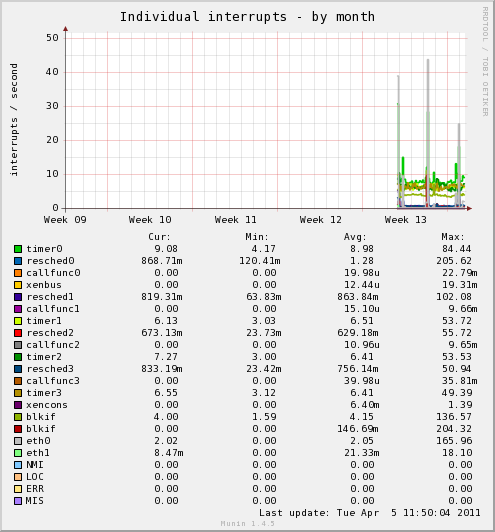 Individual interrupts - by month
RRDTOOL / TOBI OETIKER
interrupts / second
50
40
30
20
10
0
Week 09 Week 10 Week 11 Week 12 Week 13
Cur: Min: Avg: Max:
timer0 9.08 4.17 8.98 84.44
resched0 868.71m 120.41m 1.28 205.62
callfunc0 0.00 0.00 19.98u 22.79m
xenbus 0.00 0.00 12.44u 19.31m
resched1 819.31m 63.83m 863.84m 102.08
callfunc1 0.00 0.00 15.10u 9.66m
timer1 6.13 3.03 6.51 53.72
resched2 673.13m 23.73m 629.18m 55.72
callfunc2 0.00 0.00 10.96u 9.65m
timer2 7.27 3.00 6.41 53.53
resched3 833.19m 23.42m 756.14m 50.94
callfunc3 0.00 0.00 39.98u 35.81m
timer3 6.55 3.12 6.41 49.39
xencons 0.00 0.00 6.40m 1.39
blkif 4.00 1.59 4.15 136.57
blkif 0.00 0.00 146.69m 204.32
eth0 2.02 0.00 2.05 165.96
eth1 8.47m 0.00 21.33m 18.10
NMI 0.00 0.00 0.00 0.00
LOC 0.00 0.00 0.00 0.00
ERR 0.00 0.00 0.00 0.00
MIS 0.00 0.00 0.00 0.00
Last update: Tue Apr 5 11:50:04 2011
Munin 1.4.5